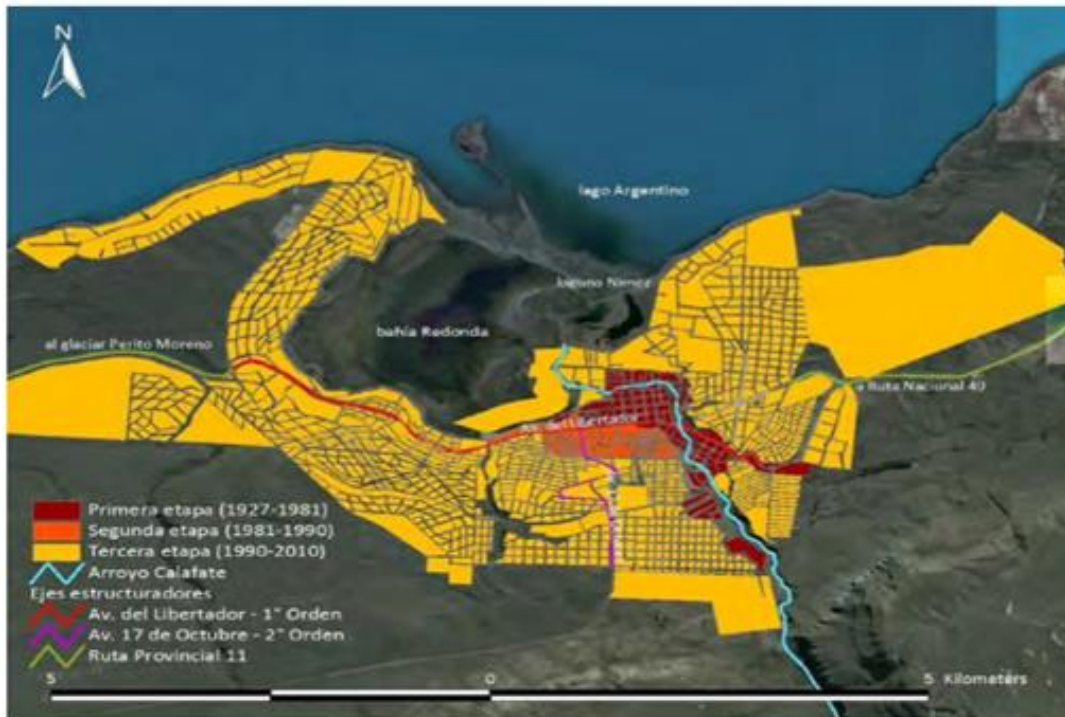 N
lago Argentino
laguna Nimez
bahía Redonda
al glaciar Perito Moreno
a Ruta Nacional 40
Av. del Libertador
Primera etapa (1927-1981)
Segunda etapa (1981-1990)
Tercera etapa (1990-2010)
Arroyo Calafate
Ejes estructuradores
Av. del Libertador - 1° Orden
Av. 17 de Octubre - 2° Orden
Ruta Provincial 11
5 0 5 Kilometers